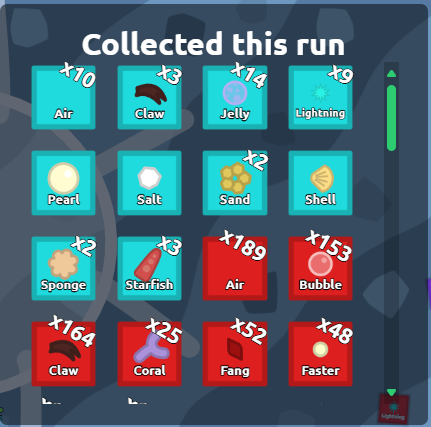 Collected this run
x10 x3 x14 x9
Air Claw Jelly Lightning
x2
Pearl Salt Sand Shell
x2 x3 x189 x153
Sponge Starfish Air Bubble
x164 x25 x52 x48
Claw Coral Fang Faster
Lightning